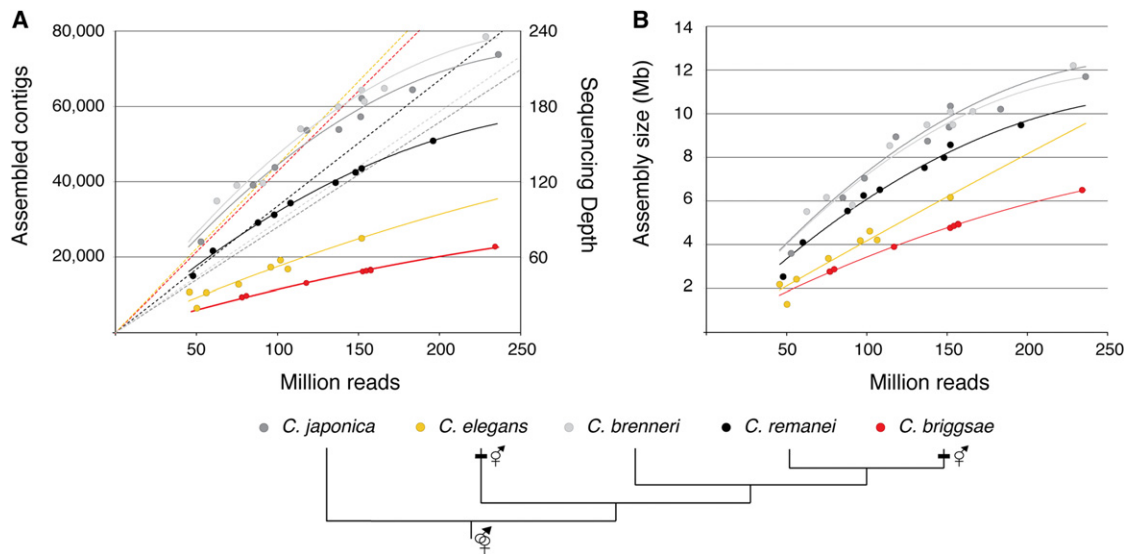 A
80,000
60,000
40,000
20,000
Assembled contigs
240
180
120
60
Sequencing Depth
50 100 150 200 250
Million reads
B
14
12
10
8
6
4
2
Assembly size (Mb)
50 100 150 200 250
Million reads
C. japonica C. elegans C. brenneri C. remanei C. briggsae